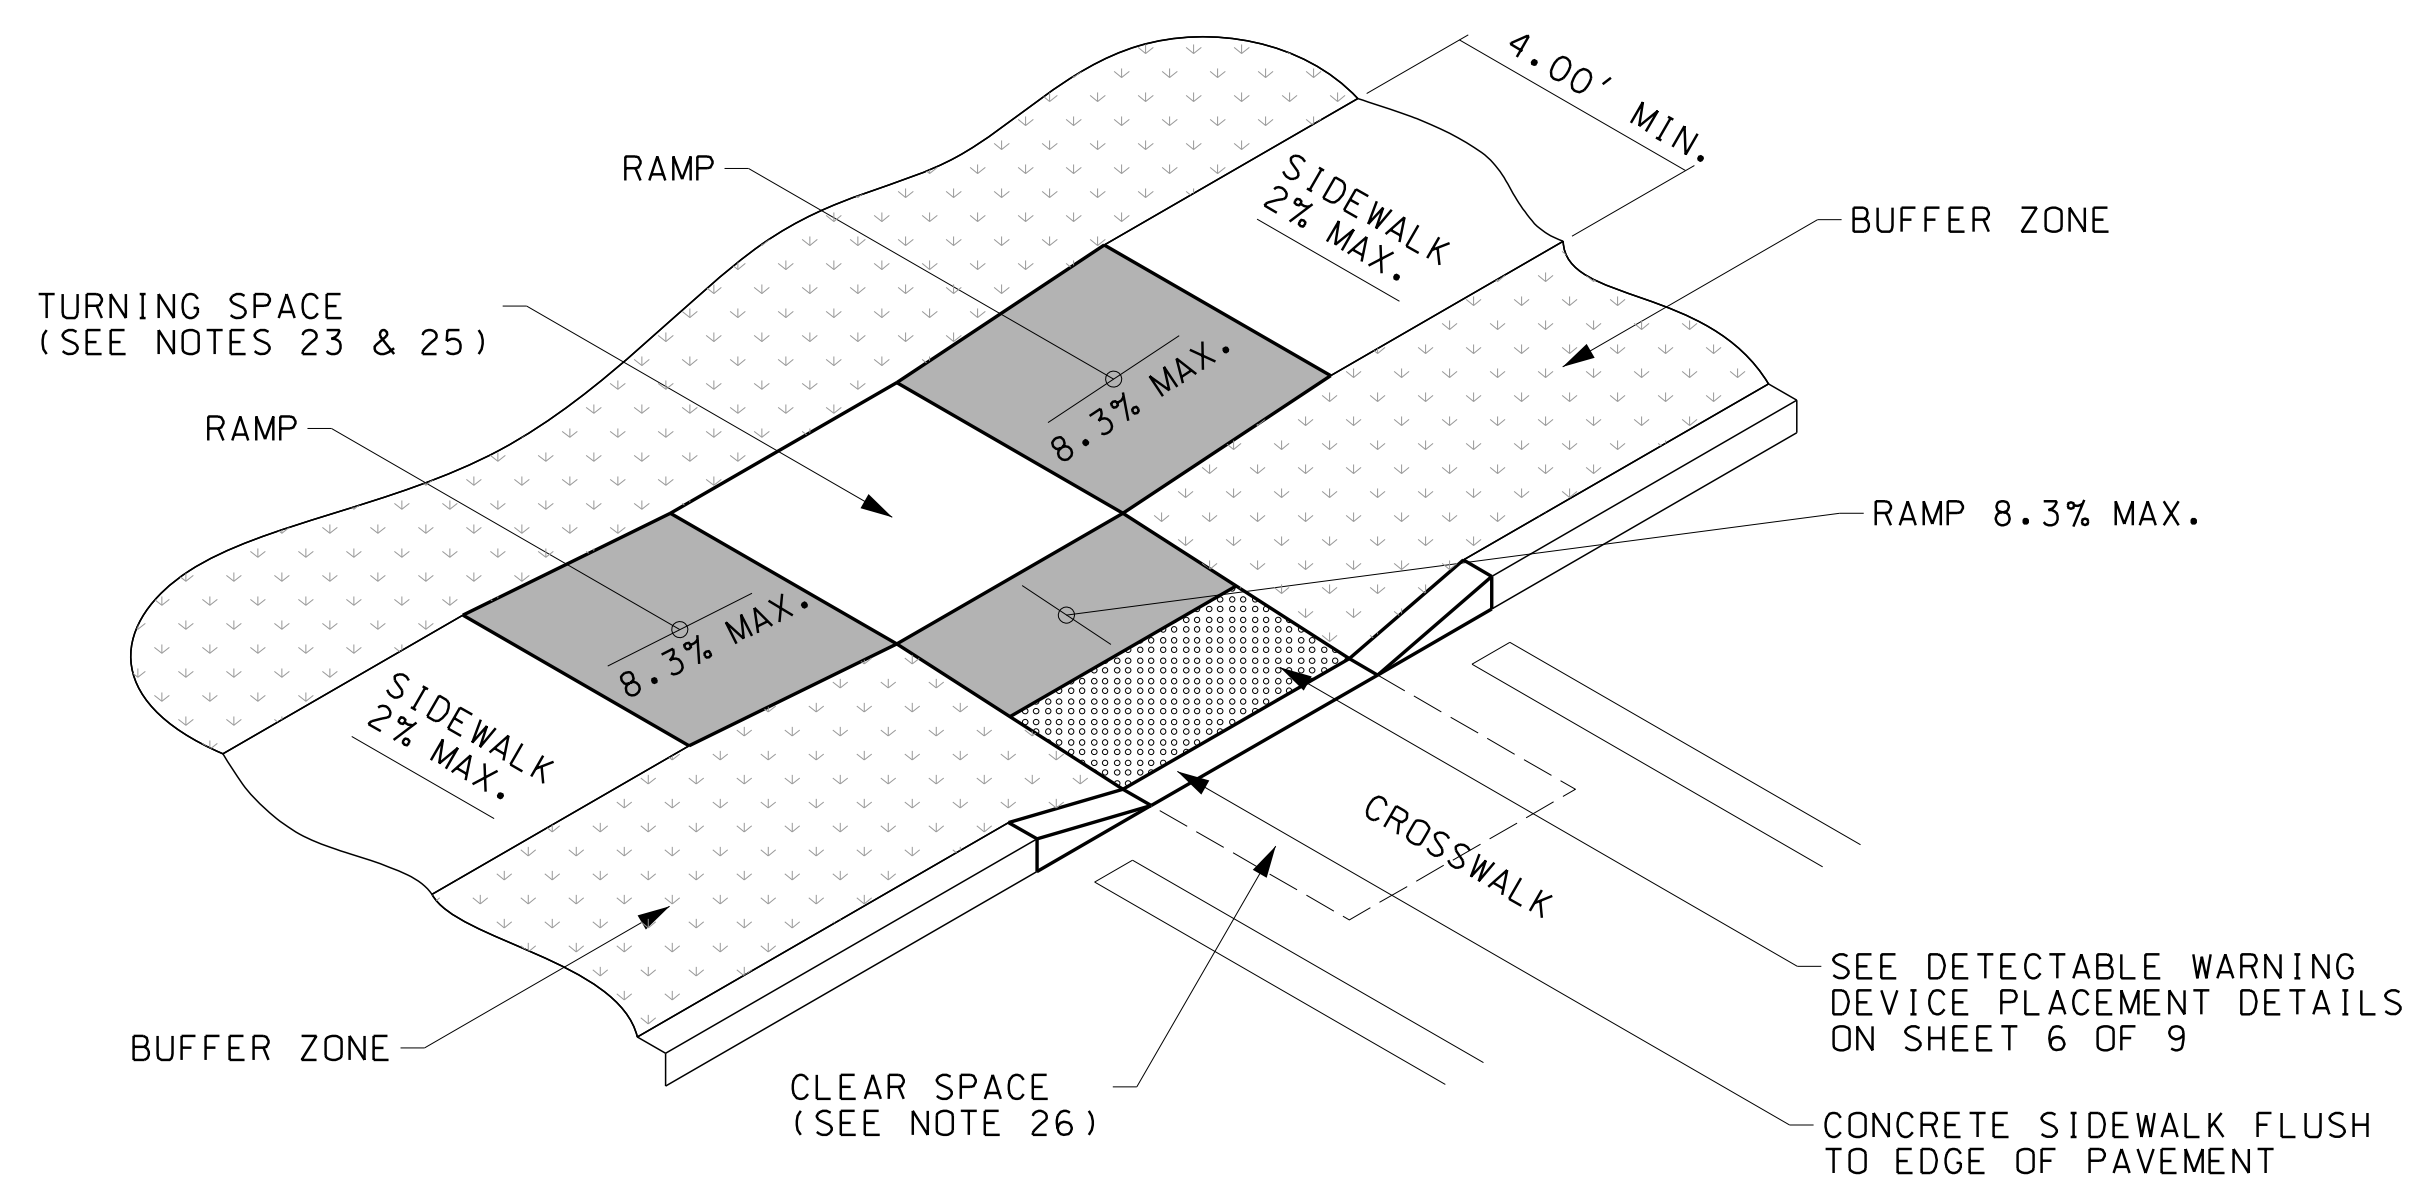 4.00' MIN.
RAMP
SIDEWALK
2% MAX.
BUFFER ZONE
TURNING SPACE
(SEE NOTES 23 & 25)
8.3% MAX.
RAMP
RAMP 8.3% MAX.
8.3% MAX.
SIDEWALK
2% MAX.
CROSSWALK
SEE DETECTABLE WARNING
DEVICE PLACEMENT DETAILS
ON SHEET 6 OF 9
BUFFER ZONE
CLEAR SPACE
(SEE NOTE 26)
CONCRETE SIDEWALK FLUSH
TO EDGE OF PAVEMENT